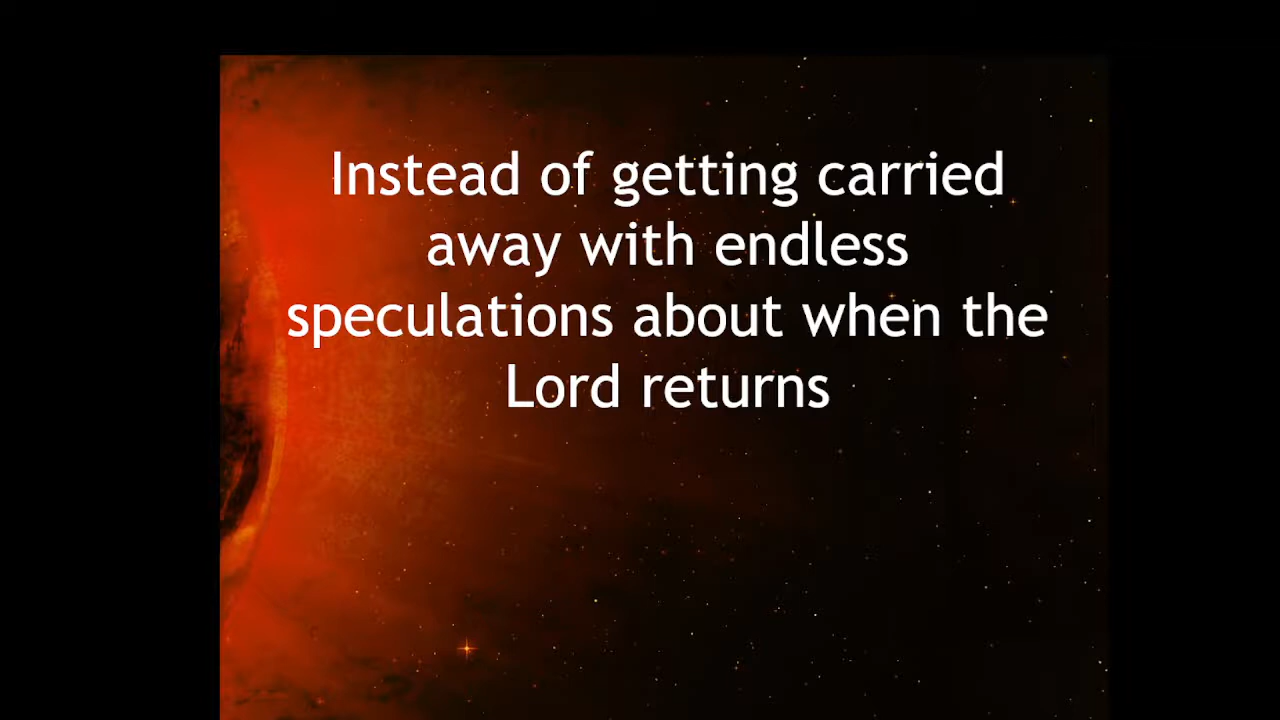 Instead of getting carried
away with endless
speculations about when the
Lord returns